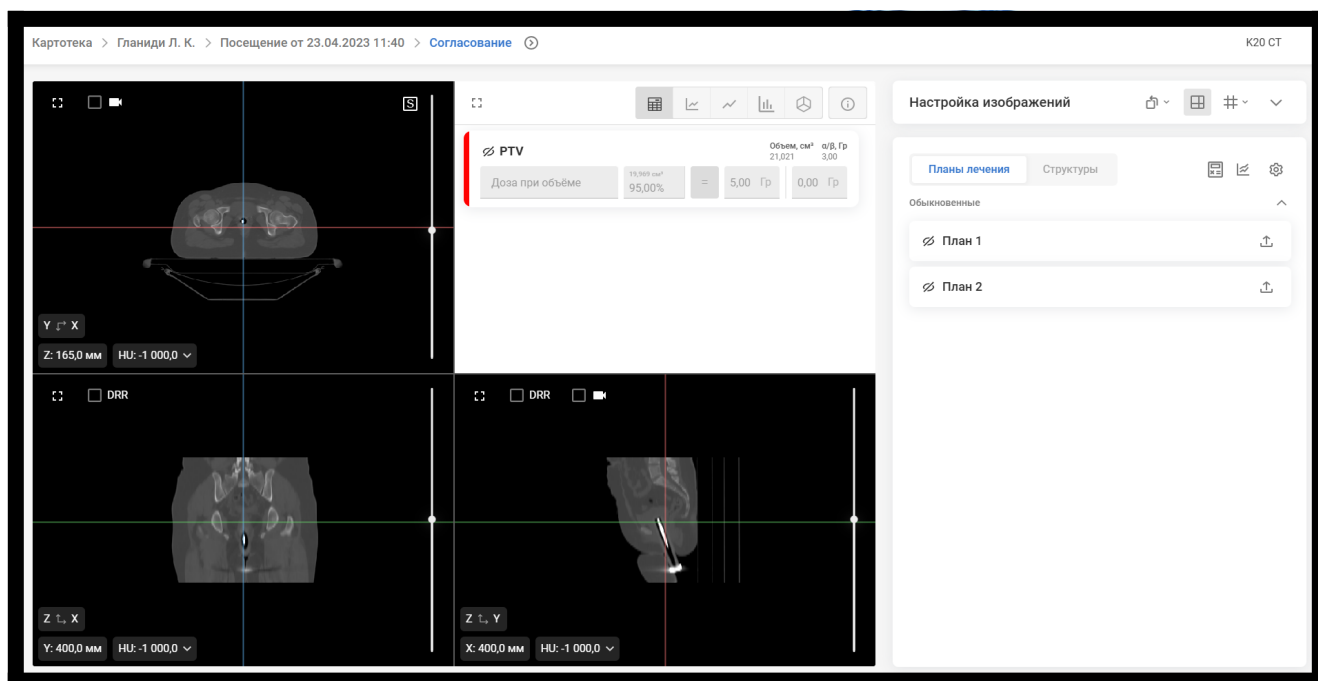 Картотека > Гланиди Л. К. > Посещение от 23.04.2023 11:40 > Согласование
K20 CT
S
Y X
Z: 165,0 мм HU: -1 000,0
PTV
Объем, см³ α/β, Гр
21,021 3,00
Доза при объёме
19,969 см³
95,00%
= 5,00 Гр 0,00 Гр
Настройка изображений
Планы лечения Структуры
Обыкновенные
План 1
План 2
DRR
Z X
Y: 400,0 мм HU: -1 000,0
DRR
Z Y
X: 400,0 мм HU: -1 000,0